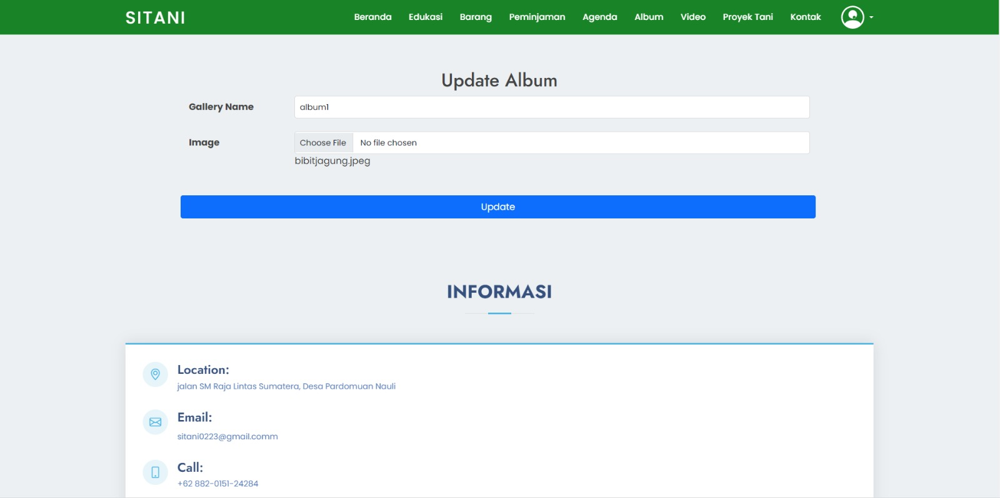 SITANI
Beranda Edukasi Barang Peminjaman Agenda Album Video Proyek Tani Kontak
Update Album
Gallery Name album1
Image Choose File No file chosen
bibitjagung.jpeg
Update
INFORMASI
Location:
jalan SM Raja Lintas Sumatera, Desa Pardomuan Nauli
Email:
sitani0223@gmail.comm
Call:
+62 882-0151-24284